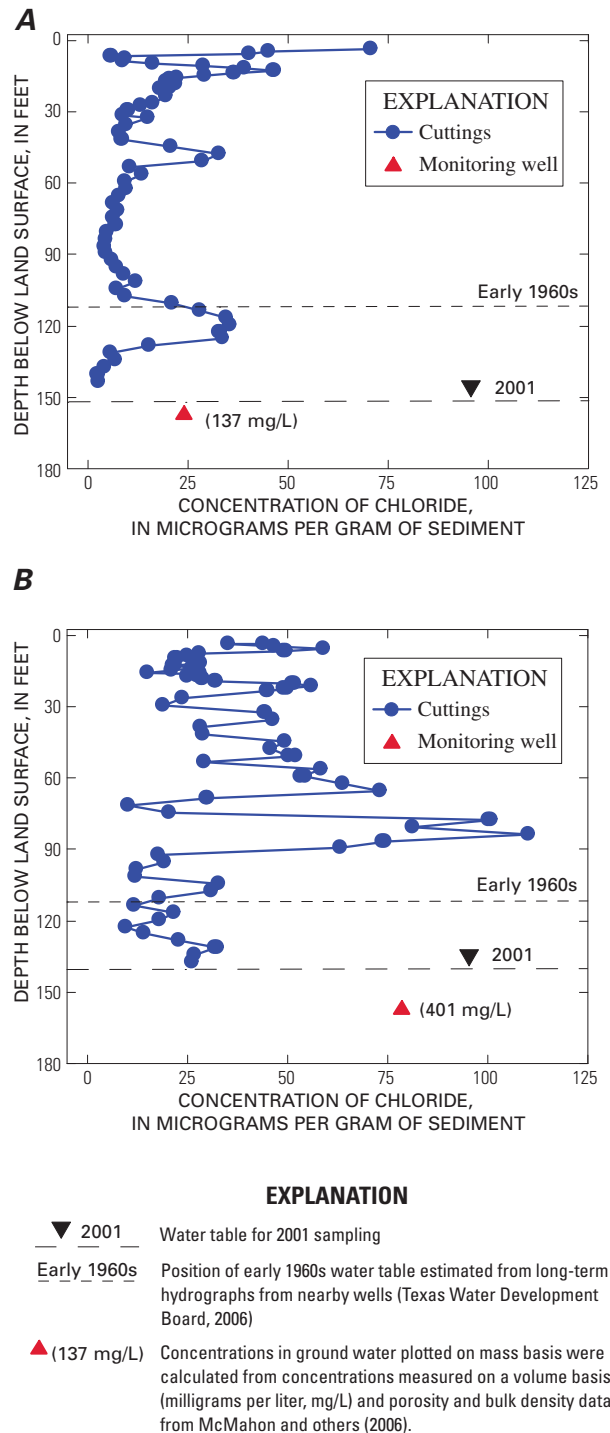 A
0
30
60
90
120
150
180
DEPTH BELOW LAND SURFACE, IN FEET
EXPLANATION
Cuttings
Monitoring well
Early 1960s
2001
(137 mg/L)
0 25 50 75 100 125
CONCENTRATION OF CHLORIDE,
IN MICROGRAMS PER GRAM OF SEDIMENT
B
0
30
60
90
120
150
180
DEPTH BELOW LAND SURFACE, IN FEET
EXPLANATION
Cuttings
Monitoring well
Early 1960s
2001
(401 mg/L)
0 25 50 75 100 125
CONCENTRATION OF CHLORIDE,
IN MICROGRAMS PER GRAM OF SEDIMENT
EXPLANATION
2001 Water table for 2001 sampling
Early 1960s Position of early 1960s water table estimated from long-term
hydrographs from nearby wells (Texas Water Development
Board, 2006)
(137 mg/L) Concentrations in ground water plotted on mass basis were
calculated from concentrations measured on a volume basis
(milligrams per liter, mg/L) and porosity and bulk density data
from McMahon and others (2006).